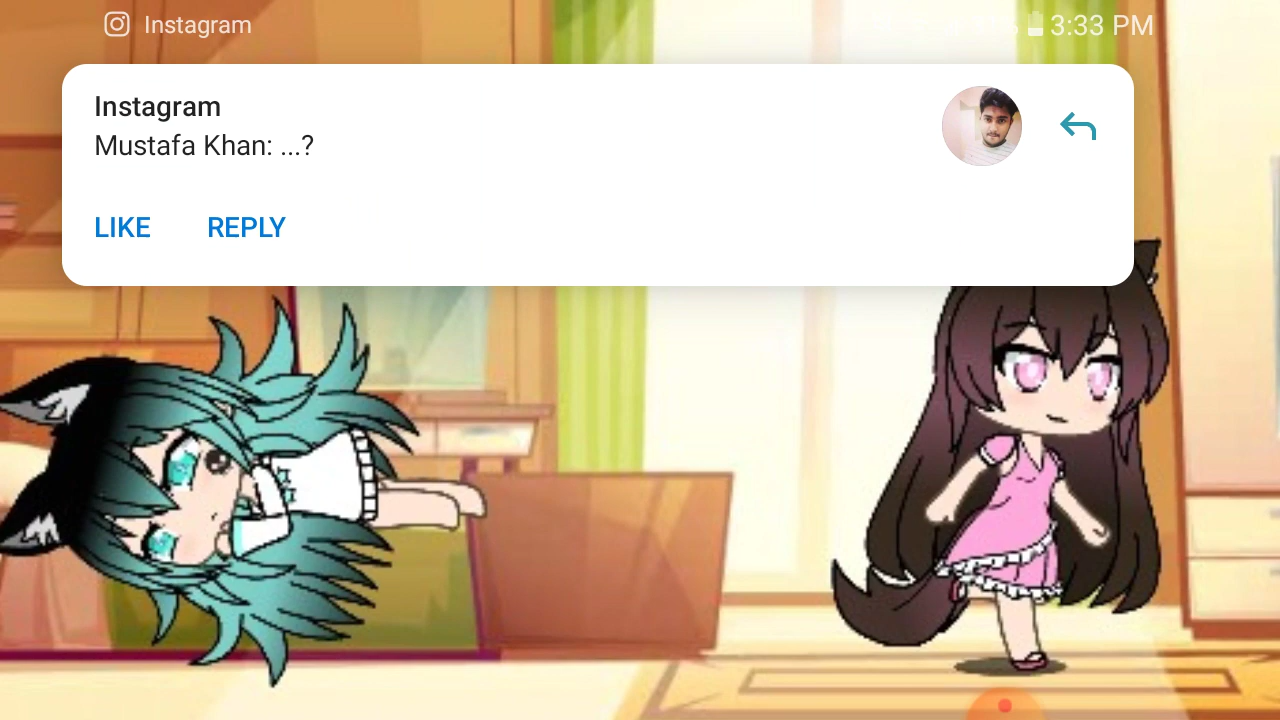 Instagram
3:33 PM
Instagram
Mustafa Khan: ...?
LIKE
REPLY